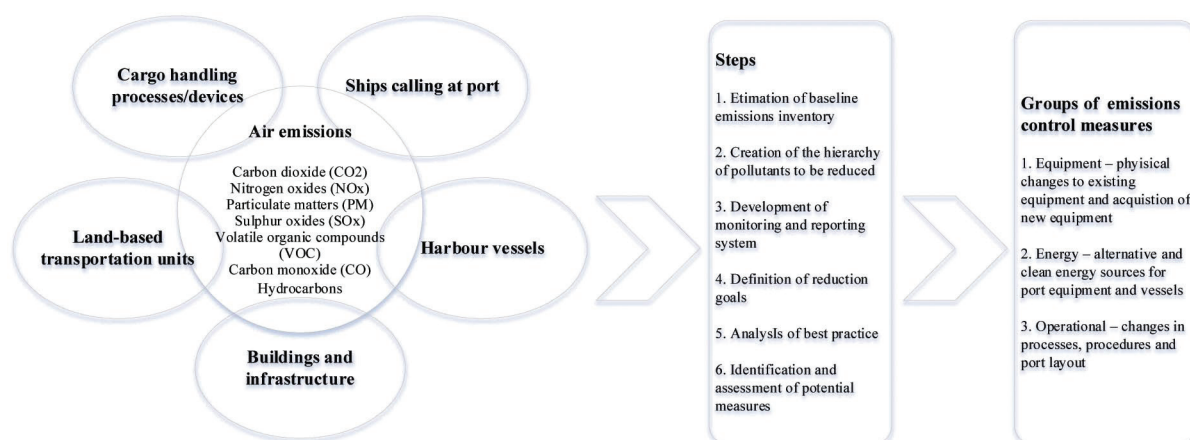 Cargo handling
processes/devices
Ships calling at port
Air emissions
Carbon dioxide (CO2)
Nitrogen oxides (NOx)
Particulate matters (PM)
Sulphur oxides (SOx)
Volatile organic compounds
(VOC)
Carbon monoxide (CO)
Hydrocarbons
Land-based
transportation units
Harbour vessels
Buildings and
infrastructure
Steps
1. Etimation of baseline
emissions inventory
2. Creation of the hierarchy
of pollutants to be reduced
3. Development of
monitoring and reporting
system
4. Definition of reduction
goals
5. AnalysIs of best practice
6. Identification and
assessment of potential
measures
Groups of emissions
control measures
1. Equipment – phyisical
changes to existing
equipment and acquistion of
new equipment
2. Energy – alternative and
clean energy sources for
port equipment and vessels
3. Operational – changes in
processes, procedures and
port layout